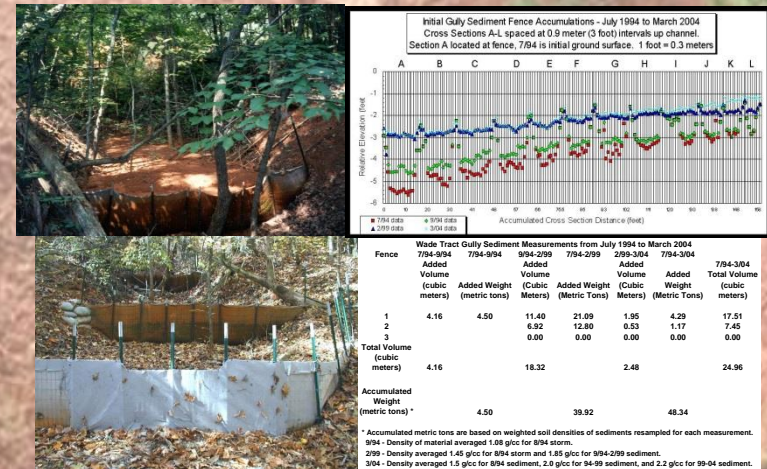 Initial Gully Sediment Fence Accumulations - July 1994 to March 2004
Cross Sections A-L spaced at 0.9 meter (3 foot) intervals up channel.
Section A located at fence, 7/94 is initial ground surface. 1 foot = 0.3 meters
A B C D E F G H I J K L
Relative Elevation (feet)
0
-1
-2
-3
-4
-5
-6
Accumulated Cross Section Distance (feet)
7/94 data 9/94 data
2/99 data 3/04 data
Wade Tract Gully Sediment Measurements from July 1994 to March 2004
Fence 7/94-9/94 7/94-9/94 9/94-2/99 7/94-2/99 2/99-3/04 7/94-3/04 7/94-3/04
Added Added Added Total Volume
Volume Volume Volume Added (cubic
(cubic Added Weight (Cubic Added Weight (Cubic Weight meters)
meters) (metric tons) Meters) (Metric Tons) Meters) (Metric Tons)
1 4.16 4.50 11.40 21.09 1.95 4.29 17.51
2 6.92 12.80 0.53 1.17 7.45
3 0.00 0.00 0.00 0.00 0.00
Total Volume
(cubic
meters) 4.16 18.32 2.48 24.96
Accumulated
Weight
(metric tons) * 4.50 39.92 48.34
* Accumulated metric tons are based on weighted soil densities of sediments resampled for each measurement.
9/94 - Density of material averaged 1.08 g/cc for 8/94 storm.
2/99 - Density averaged 1.45 g/cc for 8/94 storm and 1.85 g/cc for 9/94-2/99 sediment.
3/04 - Density averaged 1.5 g/cc for 8/94 sediment, 2.0 g/cc for 94-99 sediment, and 2.2 g/cc for 99-04 sediment.